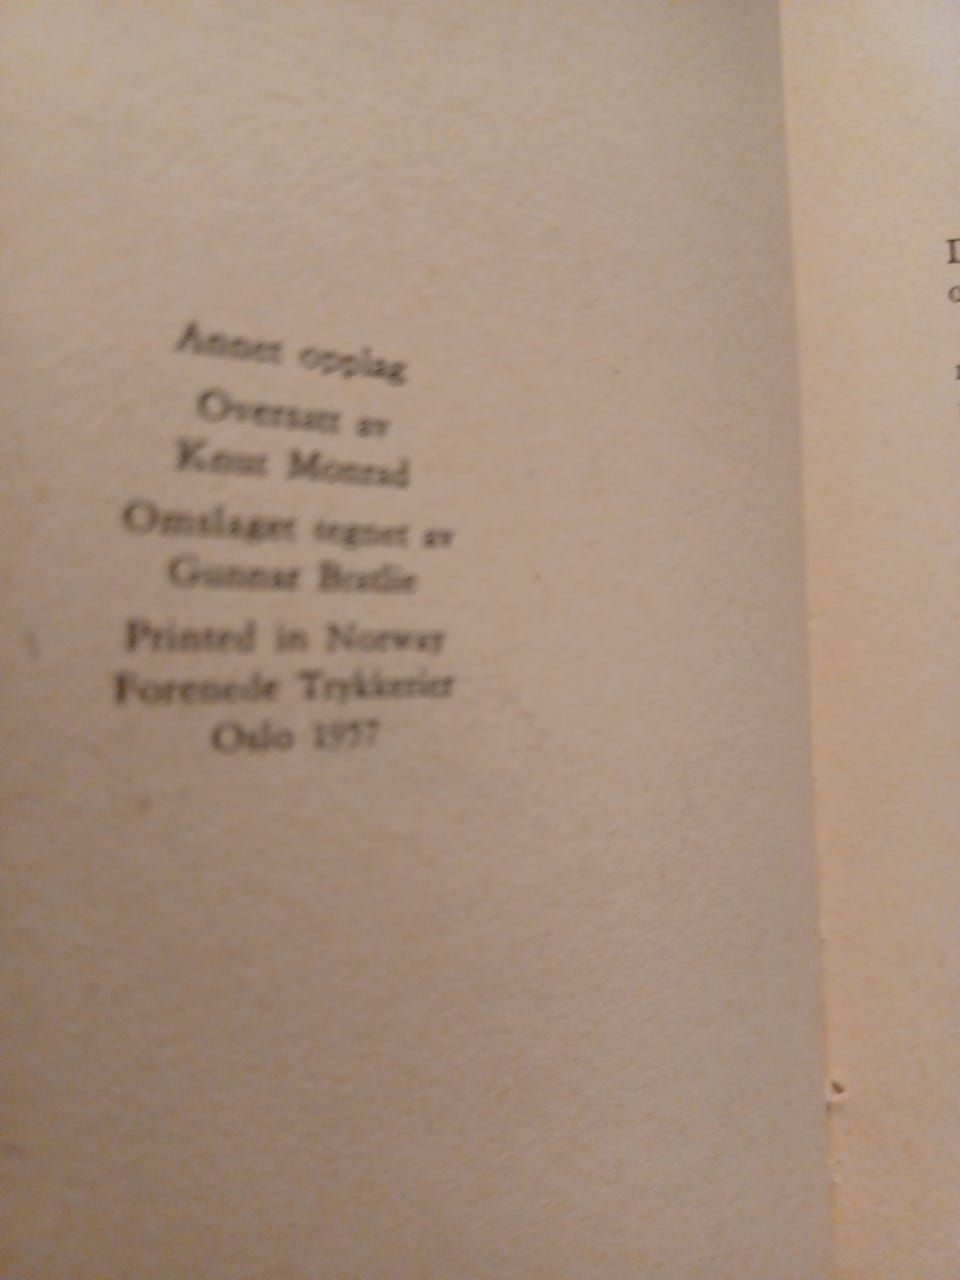 Annet opplag
Oversatt av
Knut Monrad
Omslaget tegnet av
Gunnar Bratlie
Printed in Norway
Forenede Trykkerier
Oslo 1957